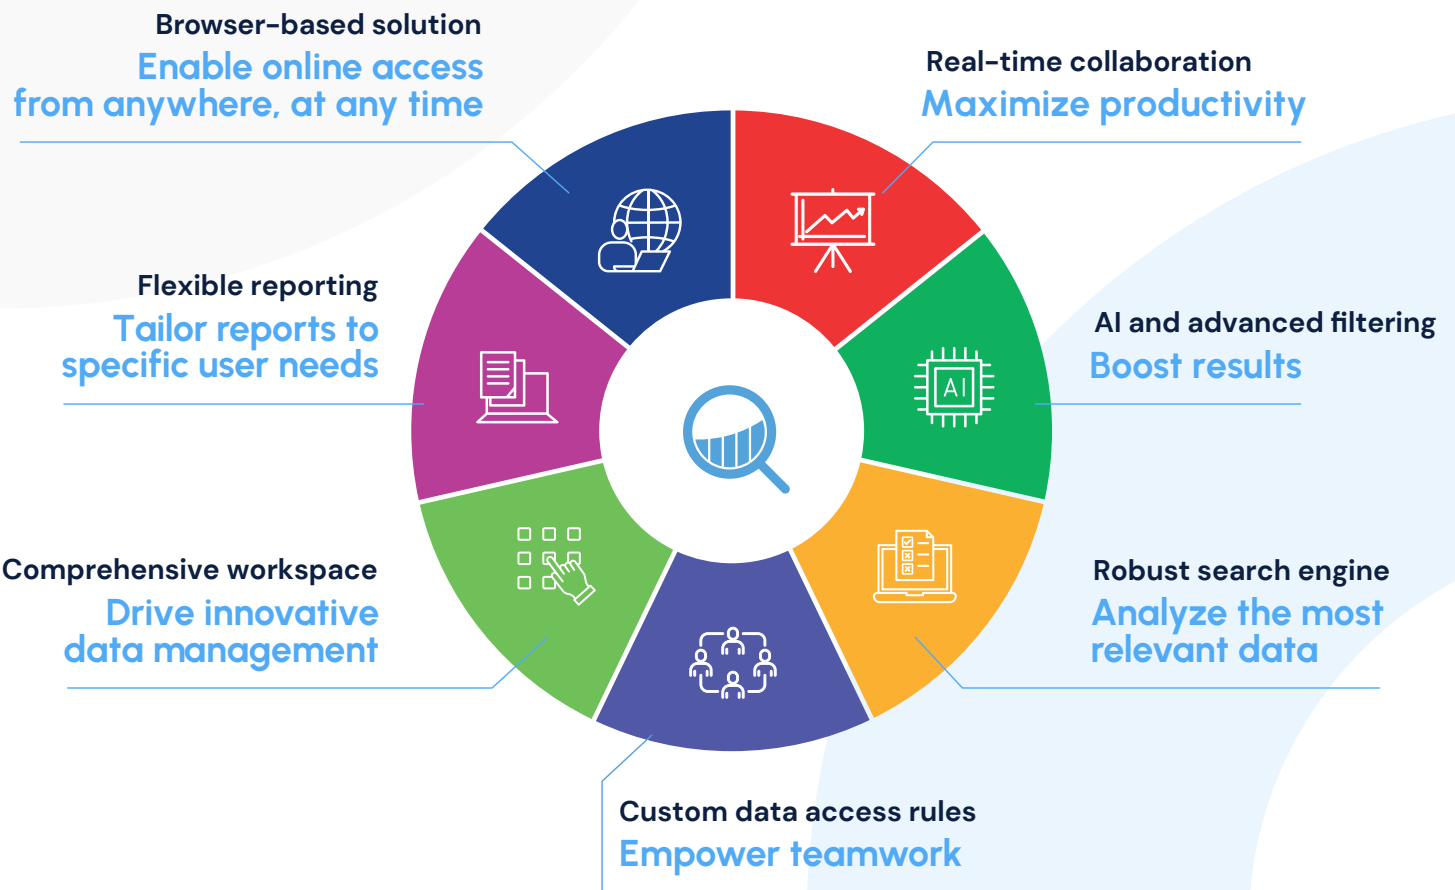 Browser-based solution
Enable online access
from anywhere, at any time
Real-time collaboration
Maximize productivity
Flexible reporting
Tailor reports to
specific user needs
AI and advanced filtering
Boost results
AI
Comprehensive workspace
Drive innovative
data management
Robust search engine
Analyze the most
relevant data
Custom data access rules
Empower teamwork